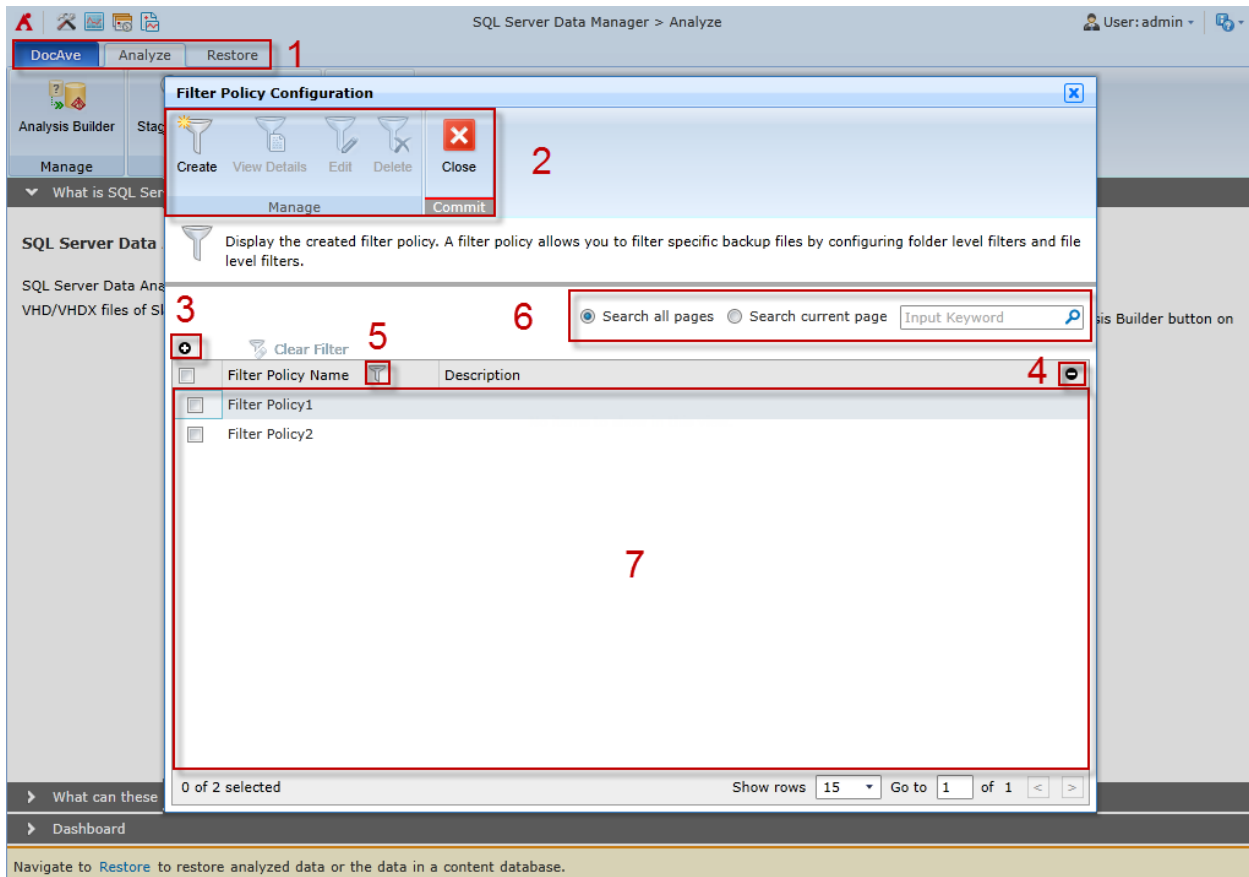 SQL Server Data Manager > Analyze
User: admin
DocAve Analyze Restore 1
Analysis Builder
Manage
What is SQL Ser
SQL Server Data
SQL Server Data Ana
VHD/VHDX files of
sis Builder button on
Filter Policy Configuration
Create View Details Edit Delete Close
Manage Commit
2
Display the created filter policy. A filter policy allows you to filter specific backup files by configuring folder level filters and file
level filters.
3
6
Search all pages Search current page Input Keyword
5
Clear Filter
Filter Policy Name Description
4
Filter Policy1
Filter Policy2
7
0 of 2 selected Show rows 15 Go to 1 of 1 < >
What can these
Dashboard
Navigate to Restore to restore analyzed data or the data in a content database.